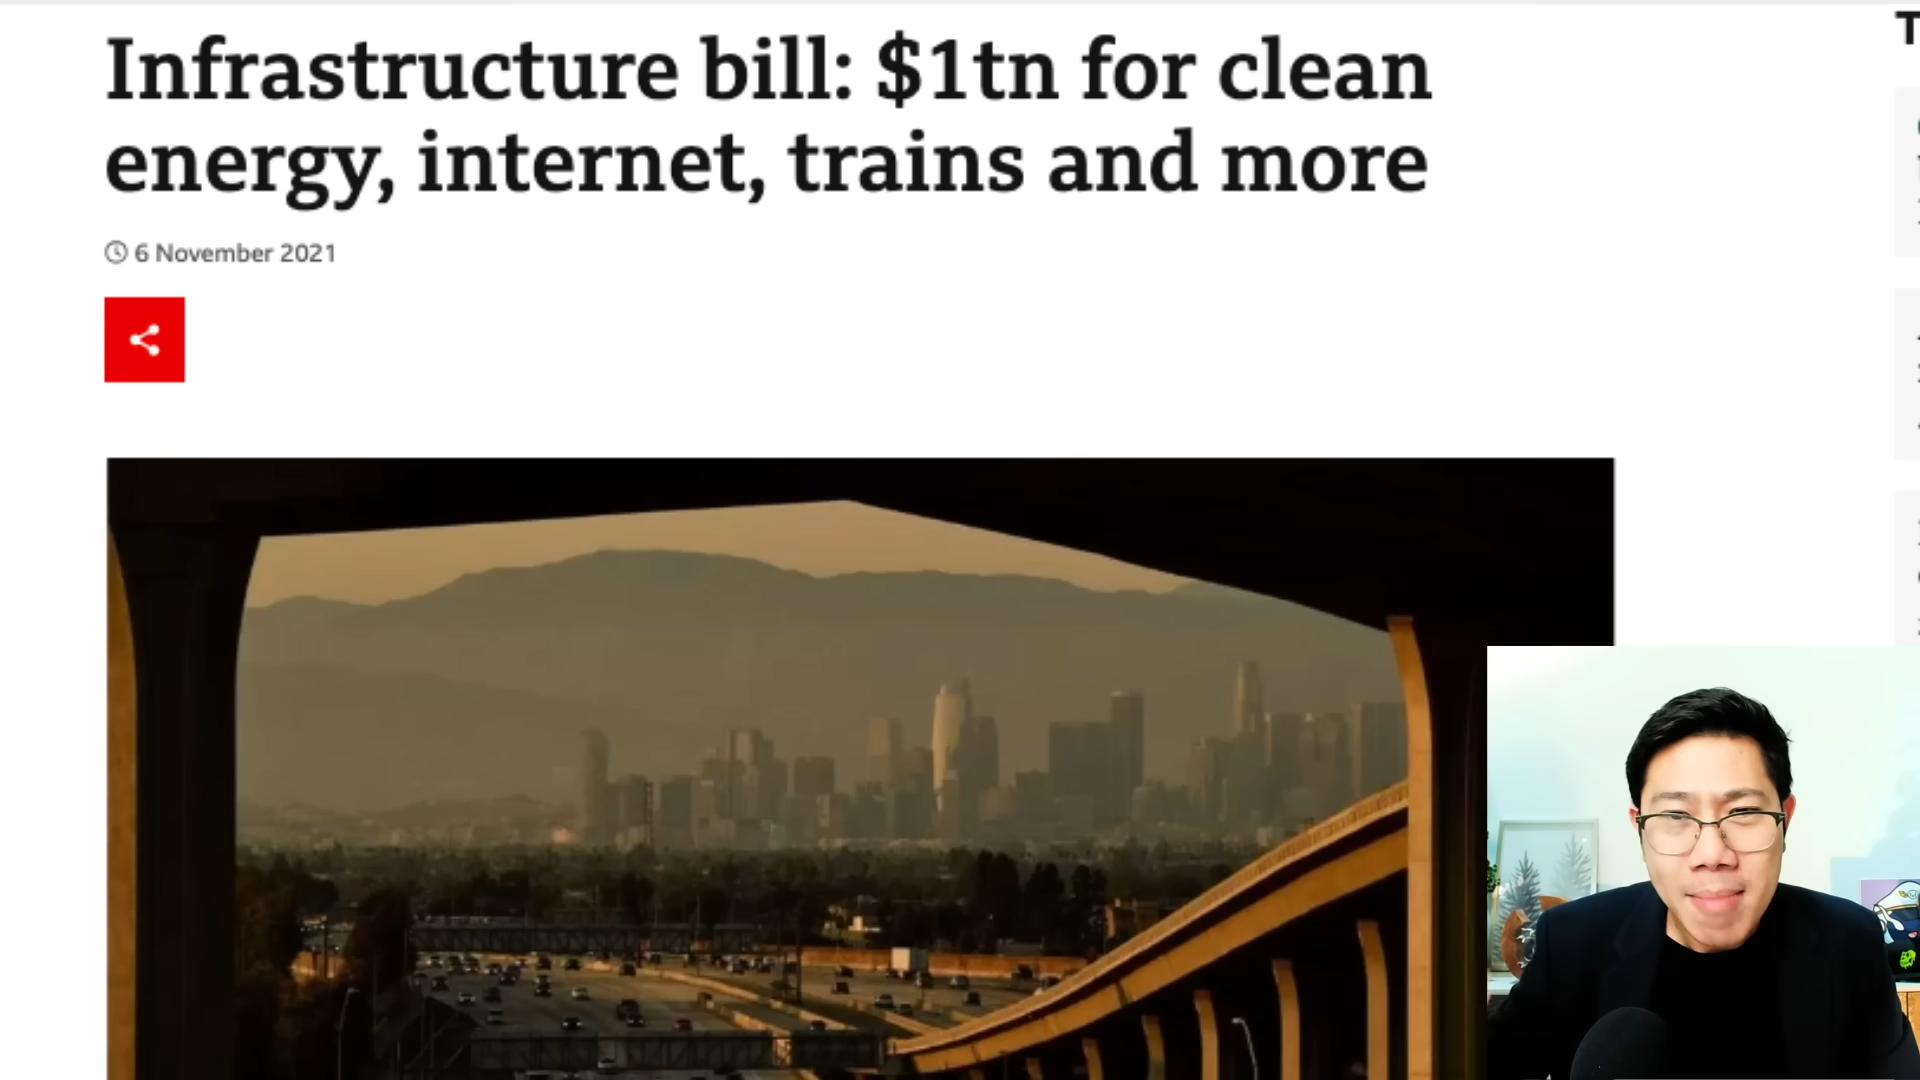 Infrastructure bill: $1tn for clean
energy, internet, trains and more
6 November 2021